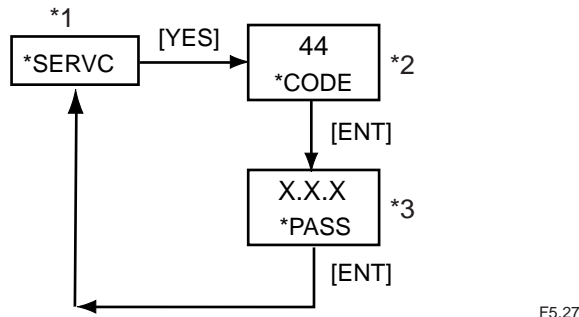 *1
*SERVC
[YES]
44
*CODE
*2
[ENT]
X.X.X
*PASS
*3
[ENT]
F5.27